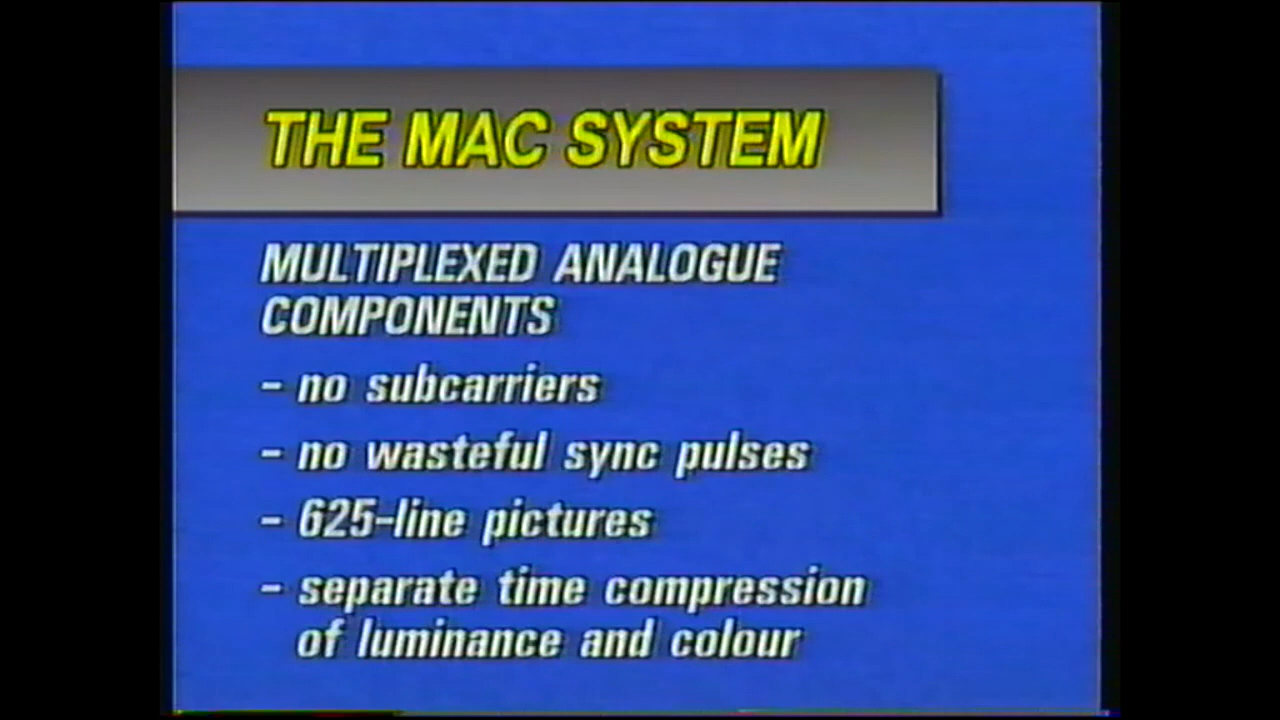 THE MAC SYSTEM
MULTIPLEXED ANALOGUE
COMPONENTS
– no subcarriers
– no wasteful sync pulses
– 625-line pictures
– separate time compression
of luminance and colour